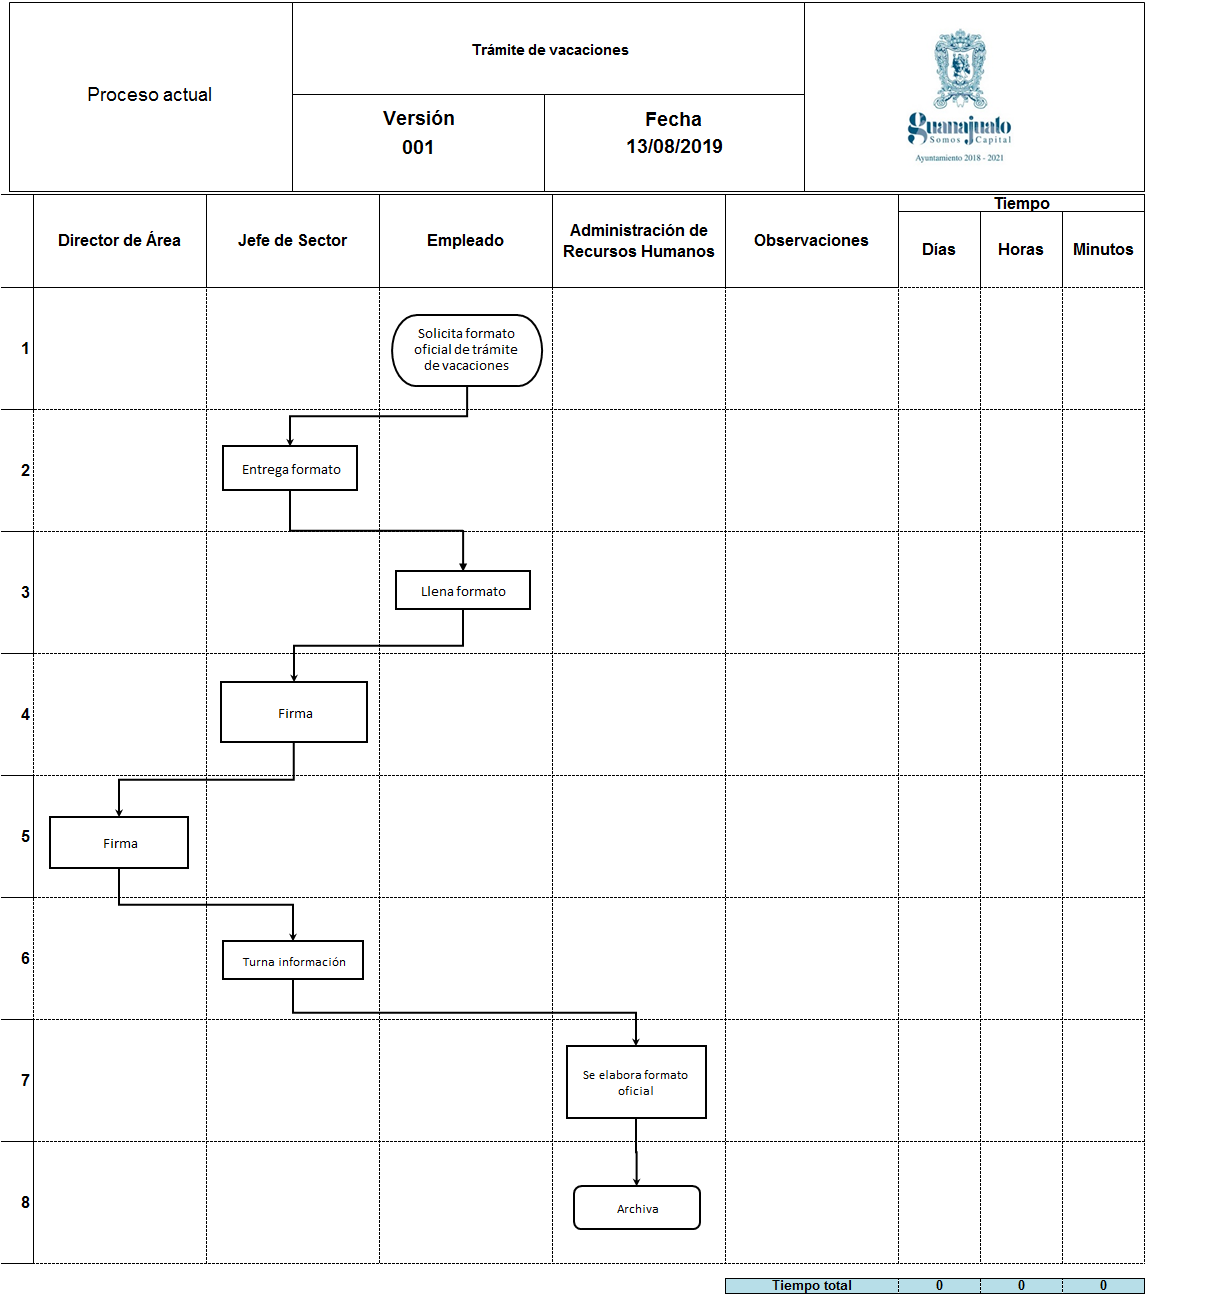 Proceso actual
Trámite de vacaciones
Versión
001
Fecha
13/08/2019
Guanajuato
Somos Capital
Ayuntamiento 2018 - 2021
Director de Área
Jefe de Sector
Empleado
Administración de
Recursos Humanos
Observaciones
Tiempo
Días
Horas
Minutos
1
Solicita formato
oficial de trámite
de vacaciones
2
Entrega formato
3
Llena formato
4
Firma
5
Firma
6
Turna información
7
Se elabora formato
oficial
8
Archiva
Tiempo total
0
0
0